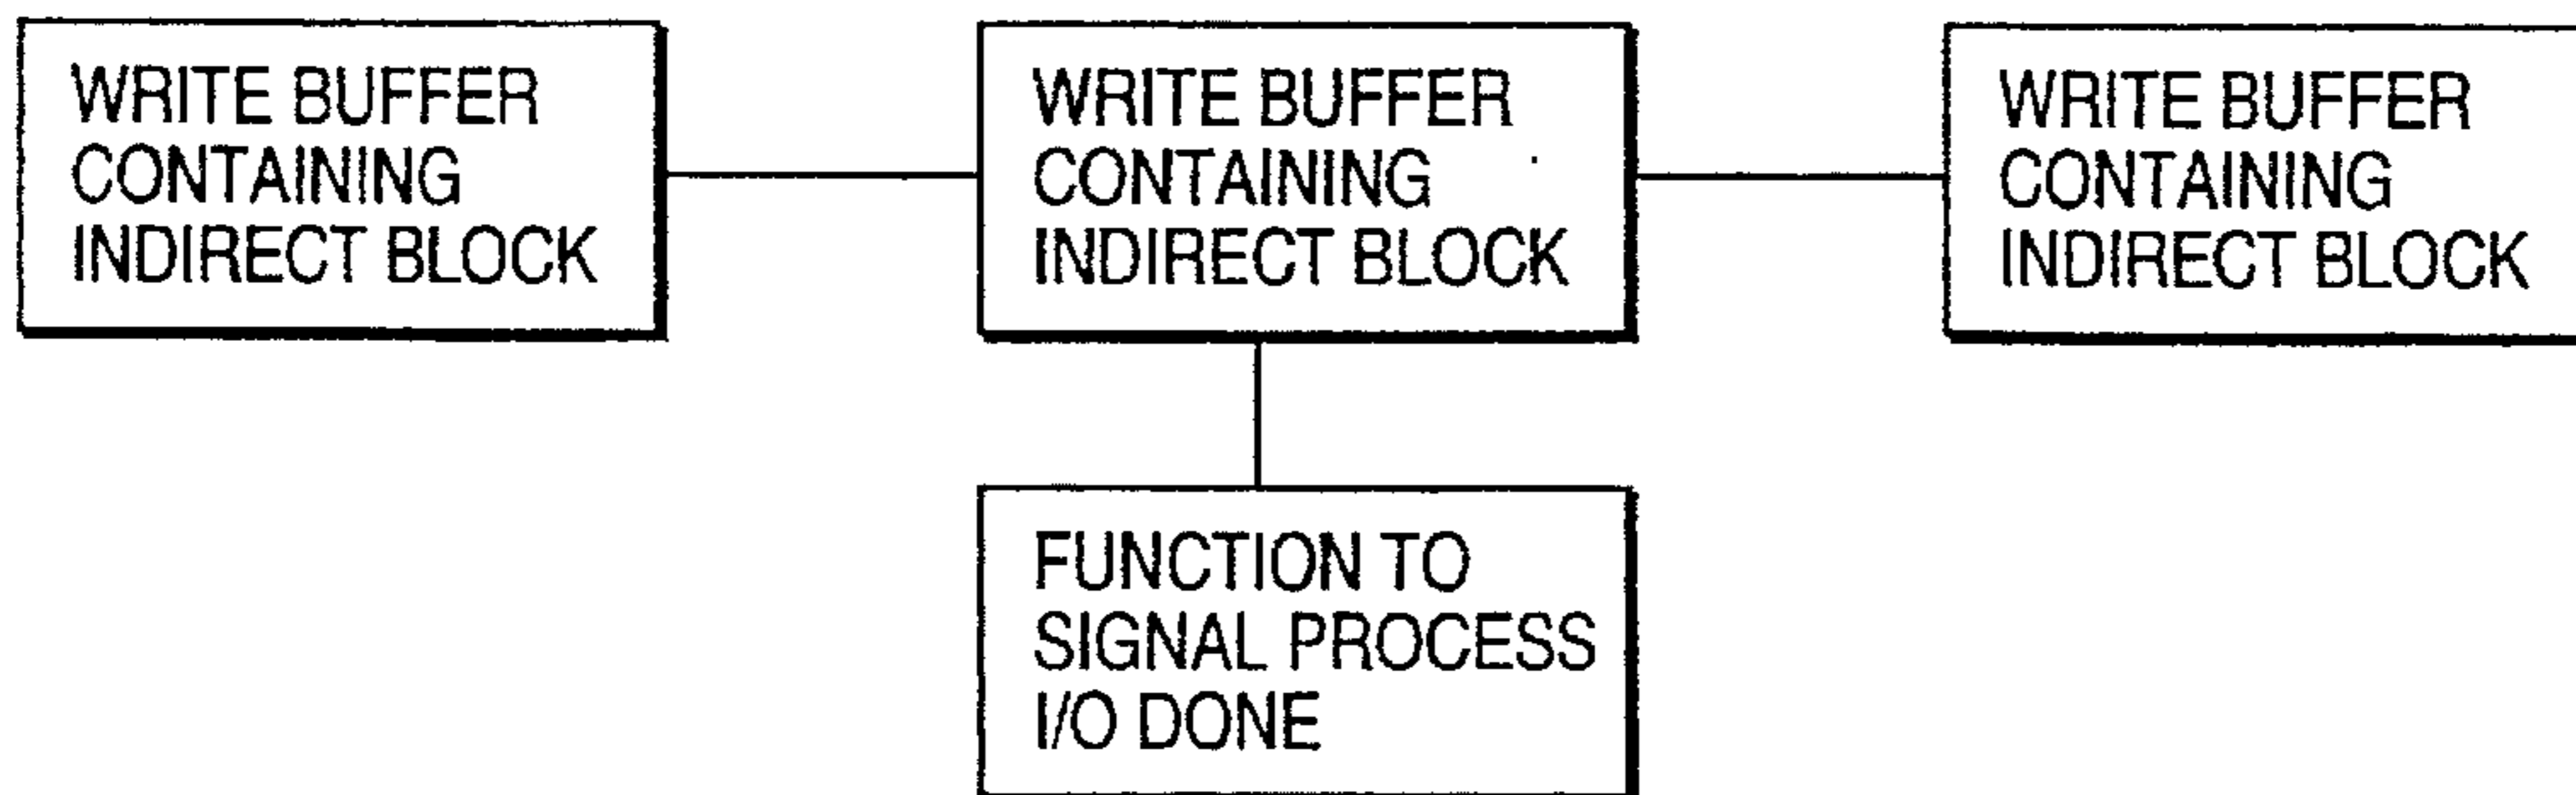 WRITE BUFFER
CONTAINING
INDIRECT BLOCK
WRITE BUFFER
CONTAINING
INDIRECT BLOCK
WRITE BUFFER
CONTAINING
INDIRECT BLOCK
FUNCTION TO
SIGNAL PROCESS
I/O DONE